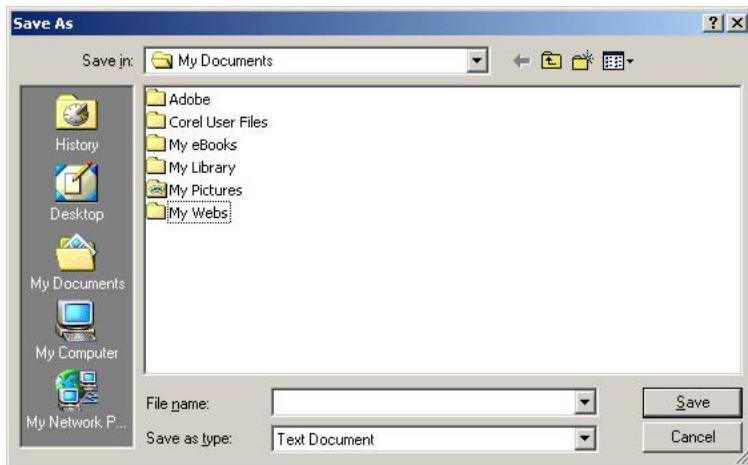 Save As
Save in: My Documents
History
Desktop
My Documents
My Computer
My Network P...
Adobe
Corel User Files
My eBooks
My Library
My Pictures
My Webs
File name:
Save
Save as type: Text Document
Cancel